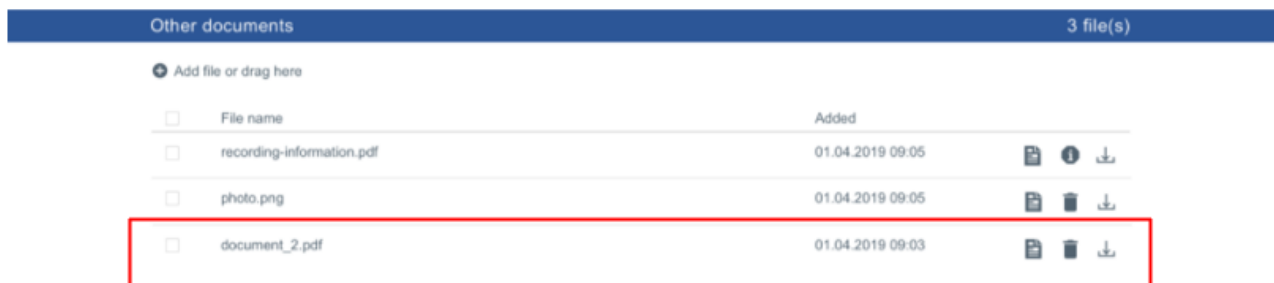 Other documents 3 file(s)
Add file or drag here
File name Added
recording-information.pdf 01.04.2019 09:05
photo.png 01.04.2019 09:05
document_2.pdf 01.04.2019 09:03